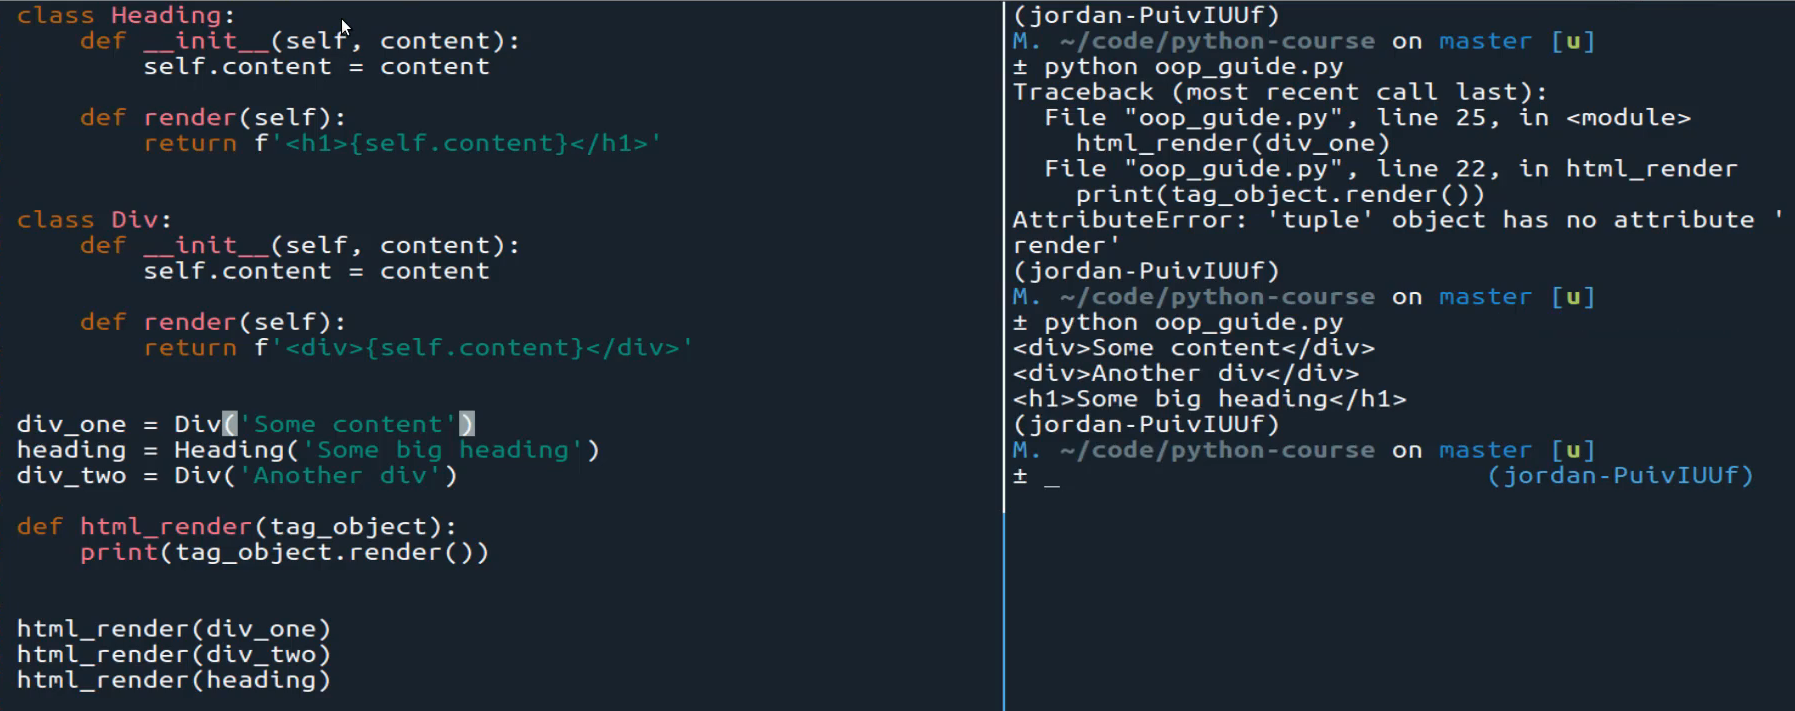 class Heading:
    def __init__(self, content):
        self.content = content

    def render(self):
        return f'<h1>{self.content}</h1>'


class Div:
    def __init__(self, content):
        self.content = content

    def render(self):
        return f'<div>{self.content}</div>'


div_one = Div('Some content')
heading = Heading('Some big heading')
div_two = Div('Another div')

def html_render(tag_object):
    print(tag_object.render())


html_render(div_one)
html_render(div_two)
html_render(heading)
(jordan-PuivIUUf)
M. ~/code/python-course on master [u]
± python oop_guide.py
Traceback (most recent call last):
  File "oop_guide.py", line 25, in <module>
    html_render(div_one)
  File "oop_guide.py", line 22, in html_render
    print(tag_object.render())
AttributeError: 'tuple' object has no attribute '
render'
(jordan-PuivIUUf)
M. ~/code/python-course on master [u]
± python oop_guide.py
<div>Some content</div>
<div>Another div</div>
<h1>Some big heading</h1>
(jordan-PuivIUUf)
M. ~/code/python-course on master [u]
± _ (jordan-PuivIUUf)